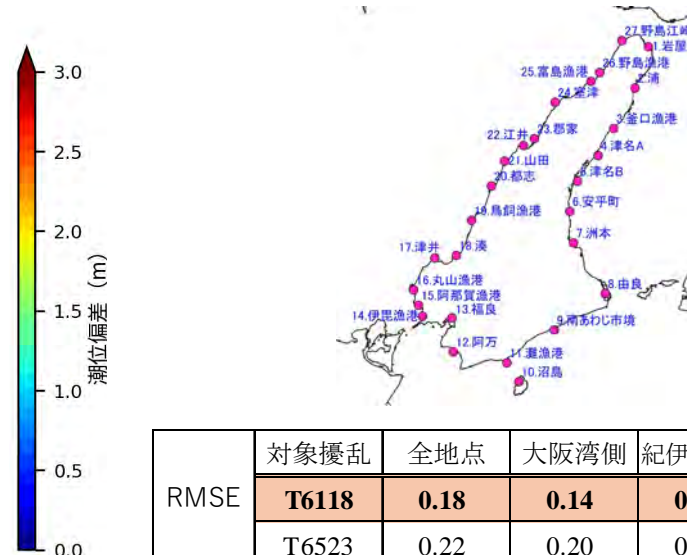 3.0
2.5
2.0
1.5
1.0
0.5
0.0
潮位偏差 (m)
27.野島江崎
1.岩屋
26.野島漁港
25.富島漁港
2.浦
24.室津
3.釜口漁港
23.郡家
22.江井
4.津名A
21.山田
5.津名B
20.都志
6.安平町
19.鳥飼漁港
7.洲本
18.湊
17.津井
16.丸山漁港
8.由良
15.阿那賀漁港
13.福良
14.伊毘漁港
9.南あわじ市境
12.阿万
11.灘漁港
10.沼島
対象擾乱 全地点 大阪湾側 紀伊
RMSE T6118 0.18 0.14 0
T6523 0.22 0.20 0